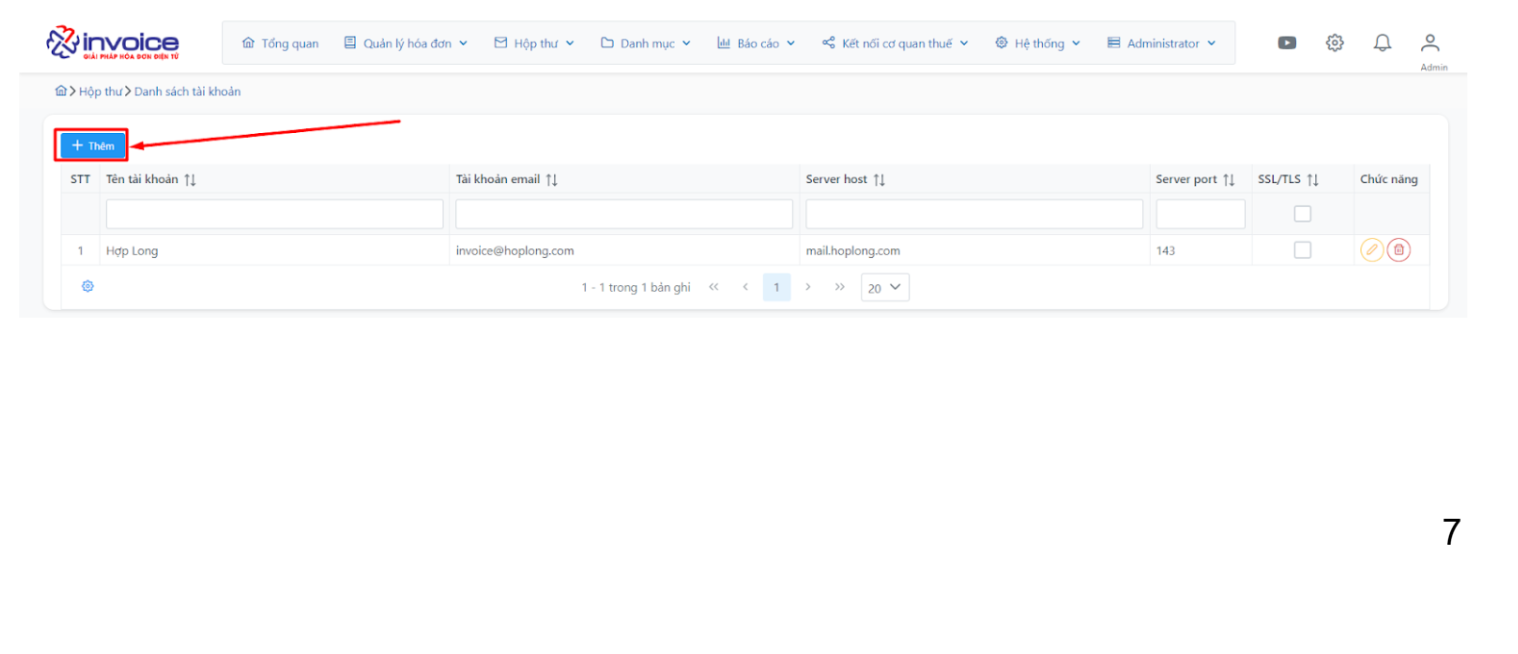 invoice
GIẢI PHÁP HÓA ĐƠN ĐIỆN TỬ
Tổng quan Quản lý hóa đơn Hộp thư Danh mục Báo cáo Kết nối cơ quan thuế Hệ thống Administrator
Admin
Hộp thư Danh sách tài khoản
+ Thêm
STT Tên tài khoản Tài khoản email Server host Server port SSL/TLS Chức năng
1 Hợp Long invoice@hoplong.com mail.hoplong.com 143
1 - 1 trong 1 bản ghi « ‹ 1 › » 20
7